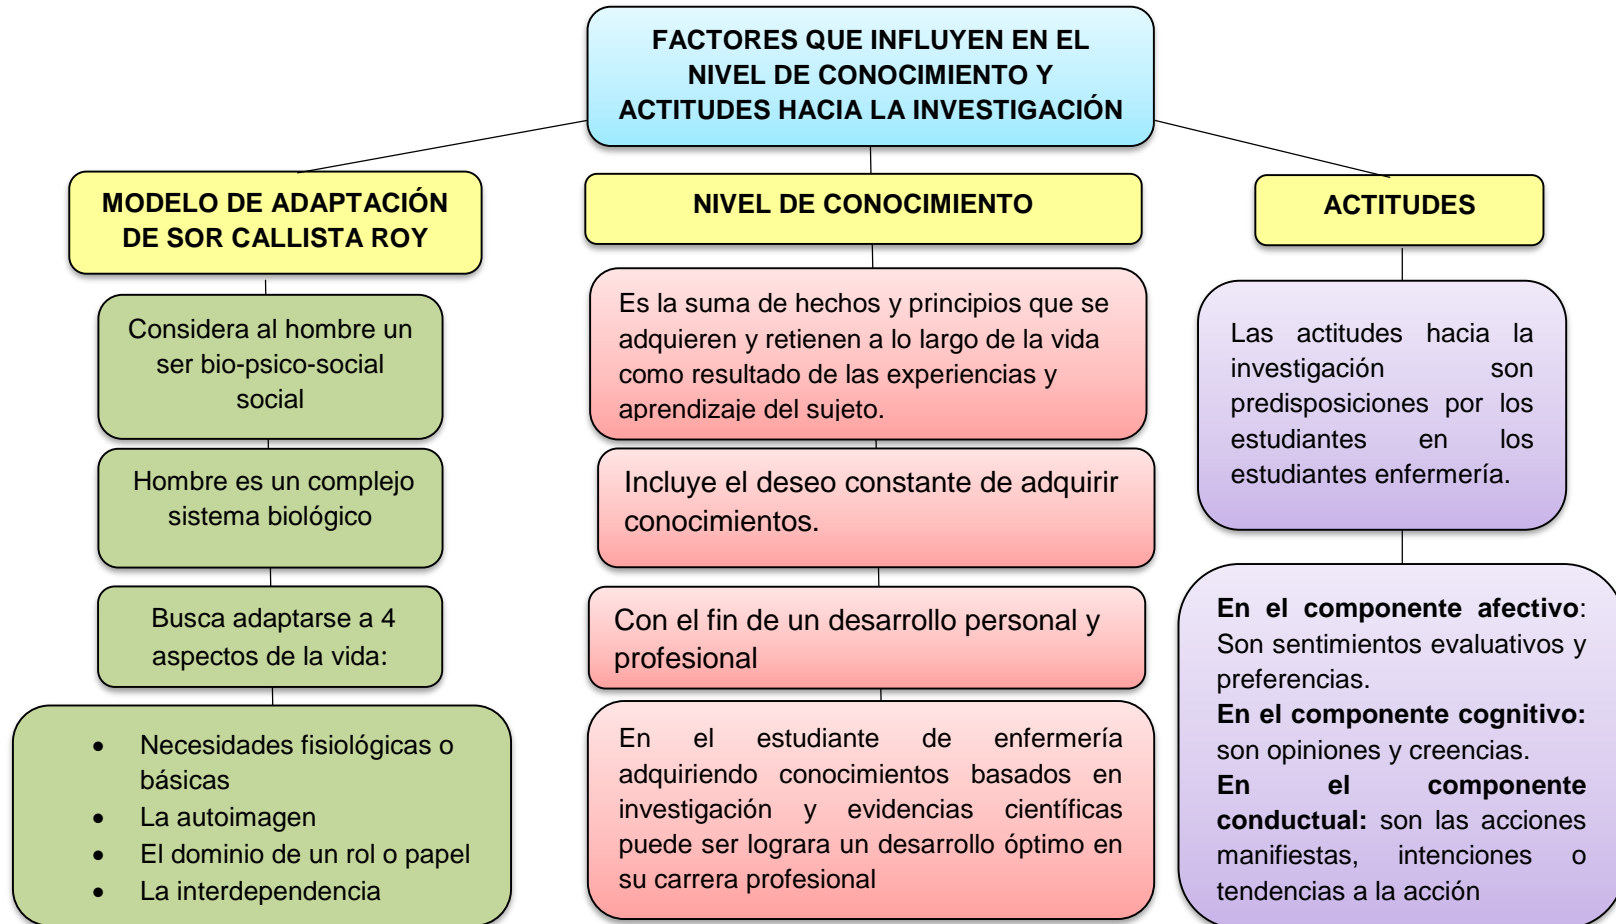 FACTORES QUE INFLUYEN EN EL
NIVEL DE CONOCIMIENTO Y
ACTITUDES HACIA LA INVESTIGACIÓN
MODELO DE ADAPTACIÓN
DE SOR CALLISTA ROY
Considera al hombre un
ser bio-psico-social
social
Hombre es un complejo
sistema biológico
Busca adaptarse a 4
aspectos de la vida:
• Necesidades fisiológicas o
básicas
• La autoimagen
• El dominio de un rol o papel
• La interdependencia
NIVEL DE CONOCIMIENTO
Es la suma de hechos y principios que se
adquieren y retienen a lo largo de la vida
como resultado de las experiencias y
aprendizaje del sujeto.
Incluye el deseo constante de adquirir
conocimientos.
Con el fin de un desarrollo personal y
profesional
En el estudiante de enfermería
adquiriendo conocimientos basados en
investigación y evidencias científicas
puede ser lograra un desarrollo óptimo en
su carrera profesional
ACTITUDES
Las actitudes hacia la
investigación son
predisposiciones por los
estudiantes en los
estudiantes enfermería.
En el componente afectivo:
Son sentimientos evaluativos y
preferencias.
En el componente cognitivo:
son opiniones y creencias.
En el componente
conductual: son las acciones
manifiestas, intenciones o
tendencias a la acción